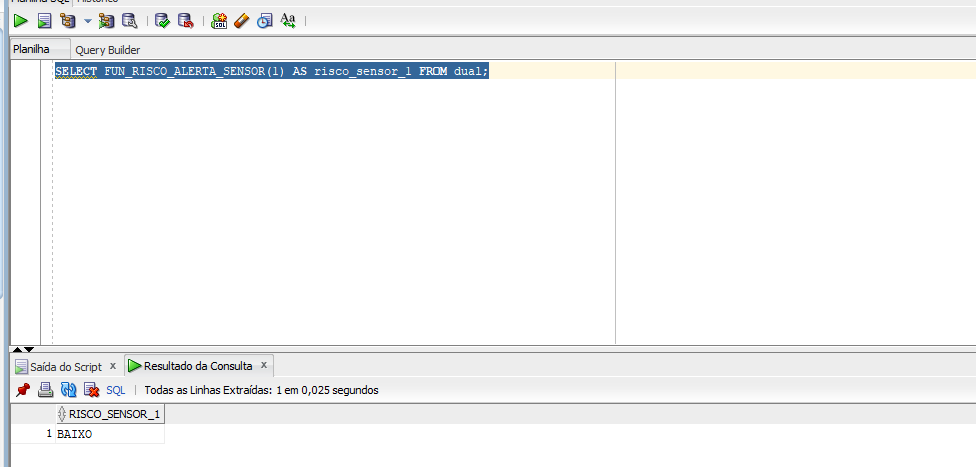 Planilha SQL Histórico
Planilha Query Builder
SELECT FUN_RISCO_ALERTA_SENSOR(1) AS risco_sensor_1 FROM dual;
Saída do Script x Resultado da Consulta x
SQL Todas as Linhas Extraídas: 1 em 0,025 segundos
RISCO_SENSOR_1
1 BAIXO